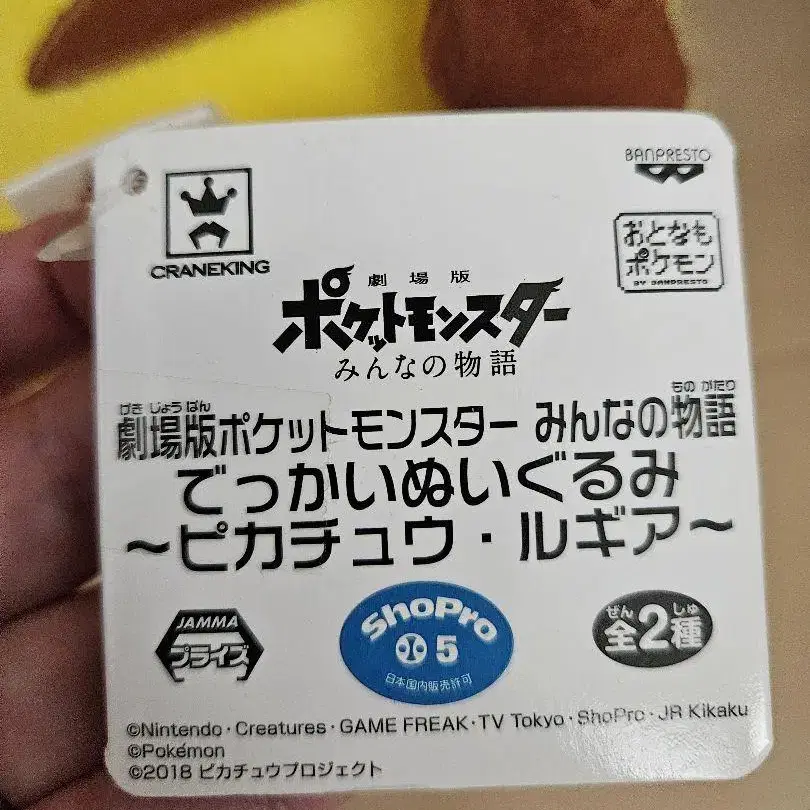 BANPRESTO
CRANEKING
おとなも
ポケモン
BY BANPRESTO
劇場版
ポケットモンスター
みんなの物語
げきじょうばん ものがたり
劇場版ポケットモンスター みんなの物語
でっかいぬいぐるみ
～ピカチュウ・ルギア～
JAMMA
プライズ
ShoPro
5
日本国内販売許可
ぜん しゅ
全2種
©Nintendo・Creatures・GAME FREAK・TV Tokyo・ShoPro・JR Kikaku
©Pokémon
©2018 ピカチュウプロジェクト